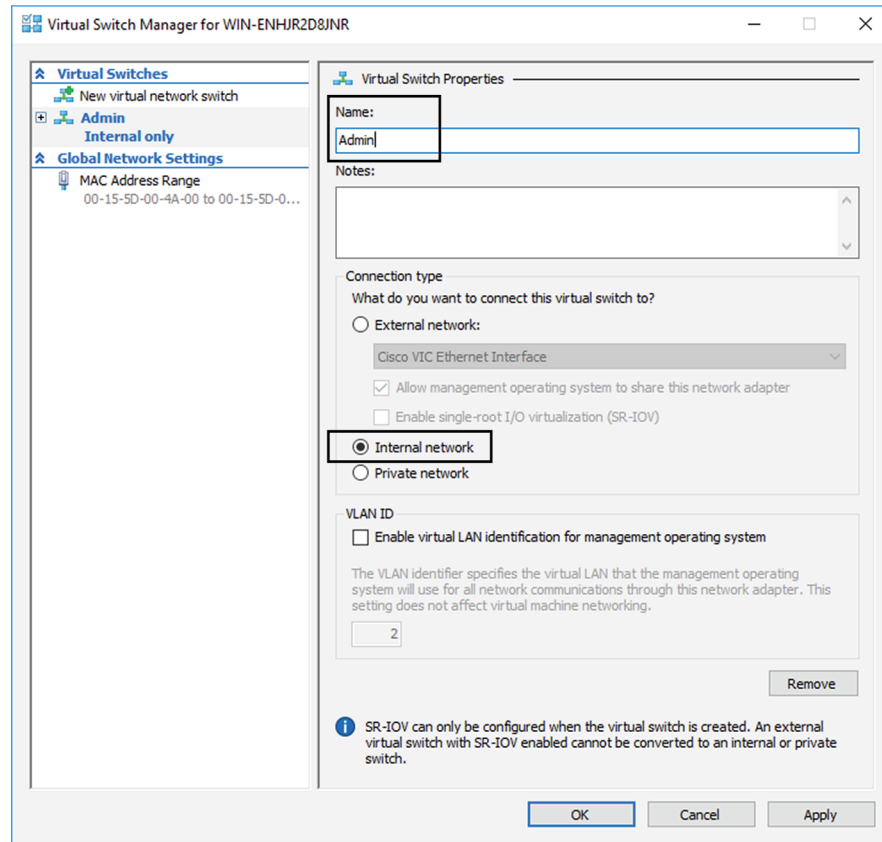 Virtual Switch Manager for WIN-ENHJR2D8JNR
Virtual Switches
New virtual network switch
Admin
Internal only
Global Network Settings
MAC Address Range
00-15-5D-00-4A-00 to 00-15-5D-0...
Virtual Switch Properties
Name:
Admin
Notes:
Connection type
What do you want to connect this virtual switch to?
External network:
Cisco VIC Ethernet Interface
Allow management operating system to share this network adapter
Enable single-root I/O virtualization (SR-IOV)
Internal network
Private network
VLAN ID
Enable virtual LAN identification for management operating system
The VLAN identifier specifies the virtual LAN that the management operating
system will use for all network communications through this network adapter. This
setting does not affect virtual machine networking.
2
Remove
SR-IOV can only be configured when the virtual switch is created. An external
virtual switch with SR-IOV enabled cannot be converted to an internal or private
switch.
OK
Cancel
Apply